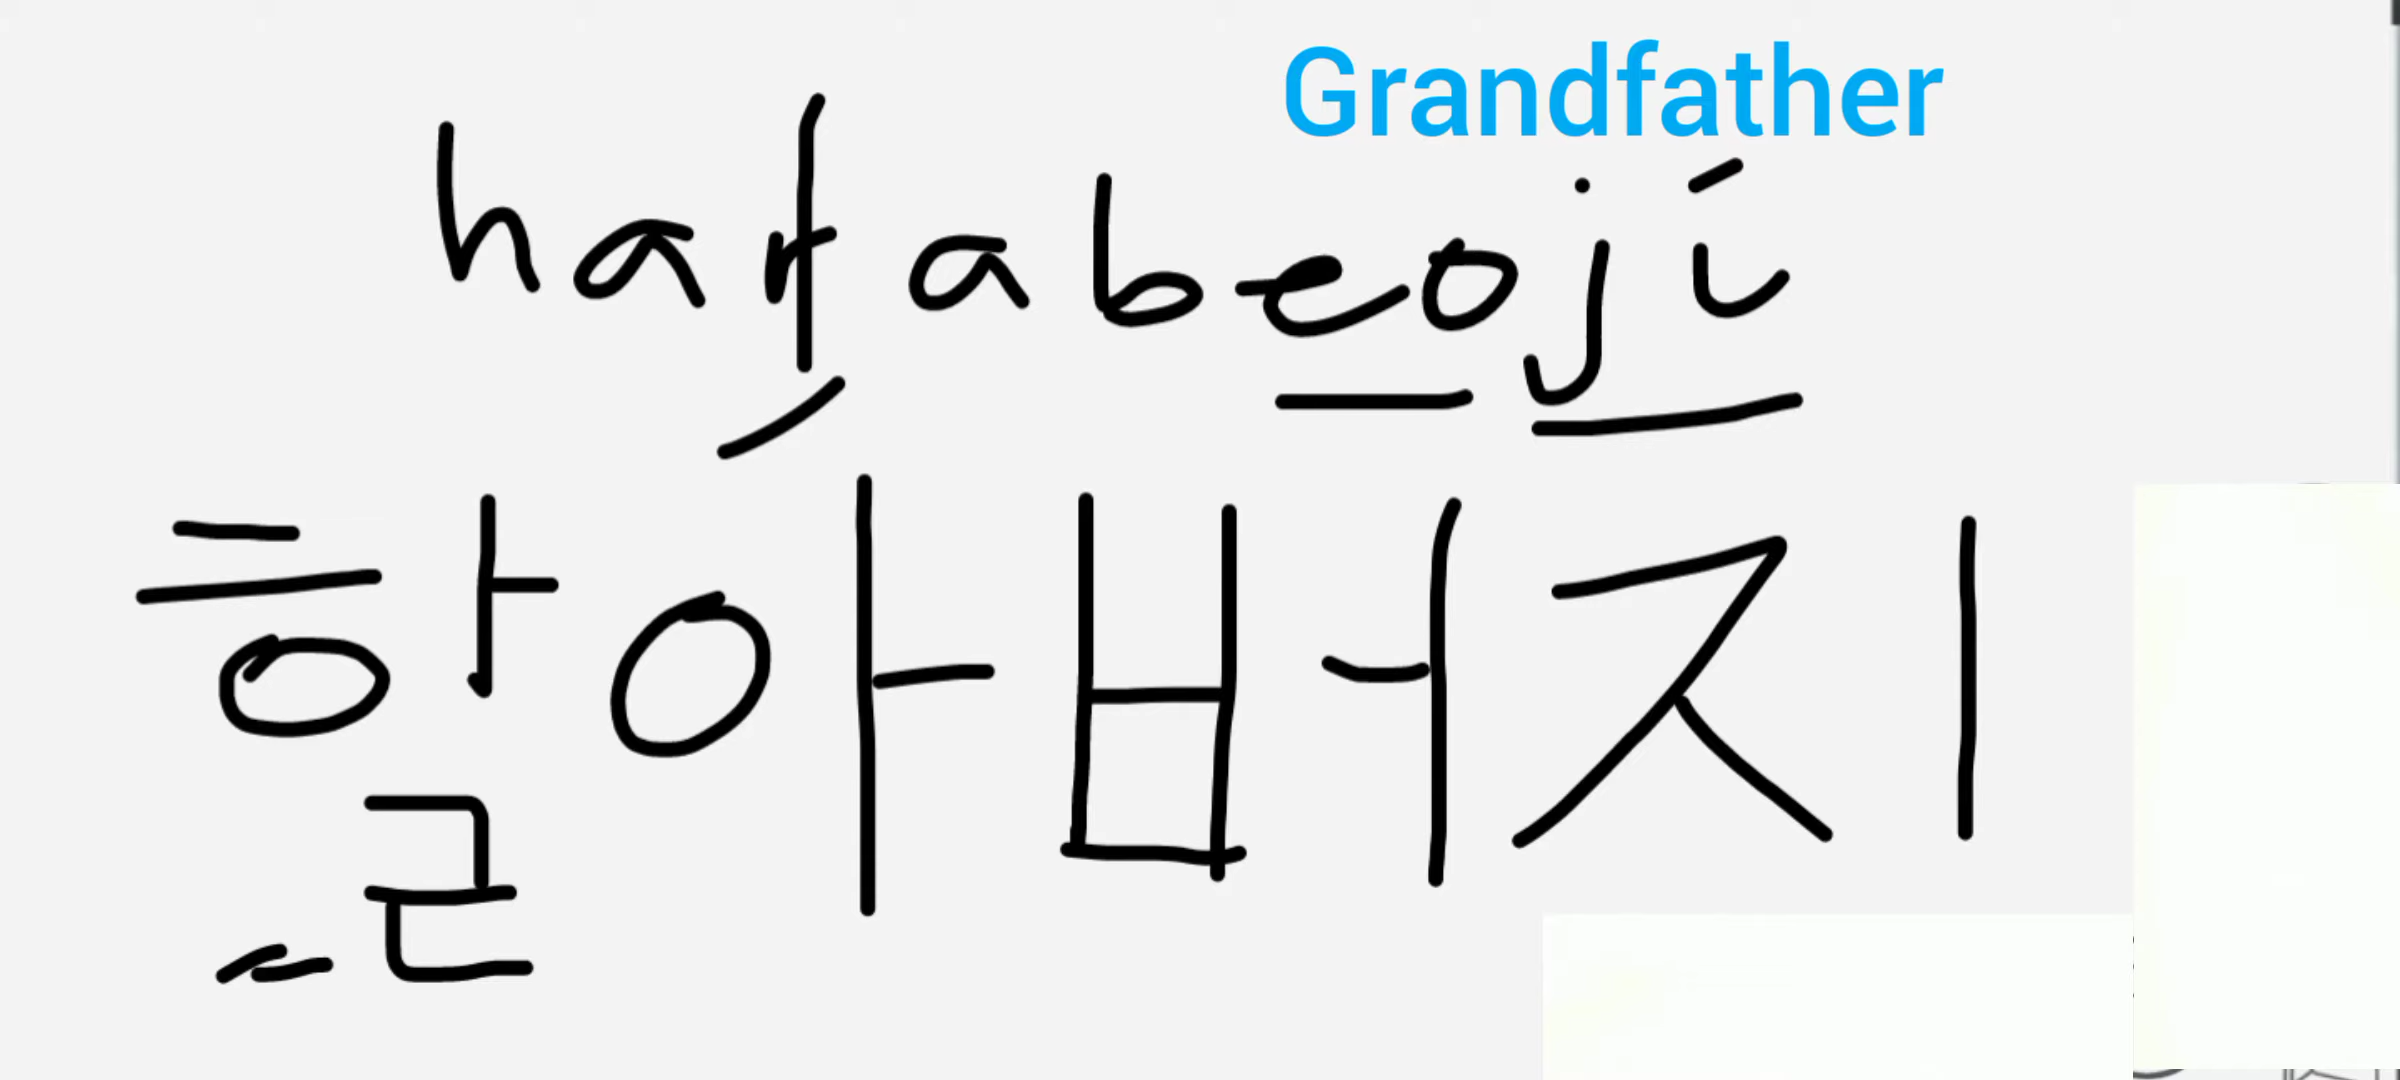 Grandfather
harabeoji
할아버지